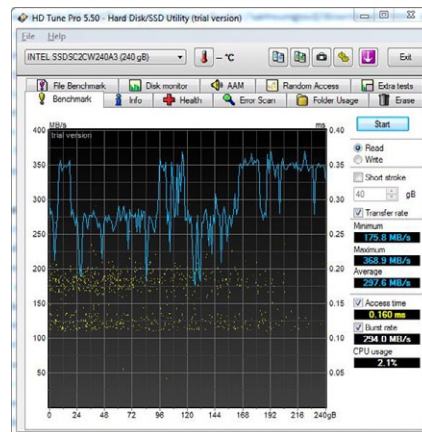 HD Tune Pro 5.50 - Hard Disk/SSD Utility (trial version)
File Help
INTEL SSDSC2CW240A3 (240 gB)
– °C
Exit
File Benchmark
Disk monitor
AAM
Random Access
Extra tests
Benchmark
Info
Health
Error Scan
Folder Usage
Erase
MB/s
ms
trial version
400
350
300
250
200
150
100
50
0.40
0.35
0.30
0.25
0.20
0.15
0.10
0.05
0 24 48 72 96 120 144 168 192 216 240gB
Start
Read
Write
Short stroke
40 gB
Transfer rate
Minimum
175.8 MB/s
Maximum
368.9 MB/s
Average
297.6 MB/s
Access time
0.160 ms
Burst rate
294.0 MB/s
CPU usage
2.1%